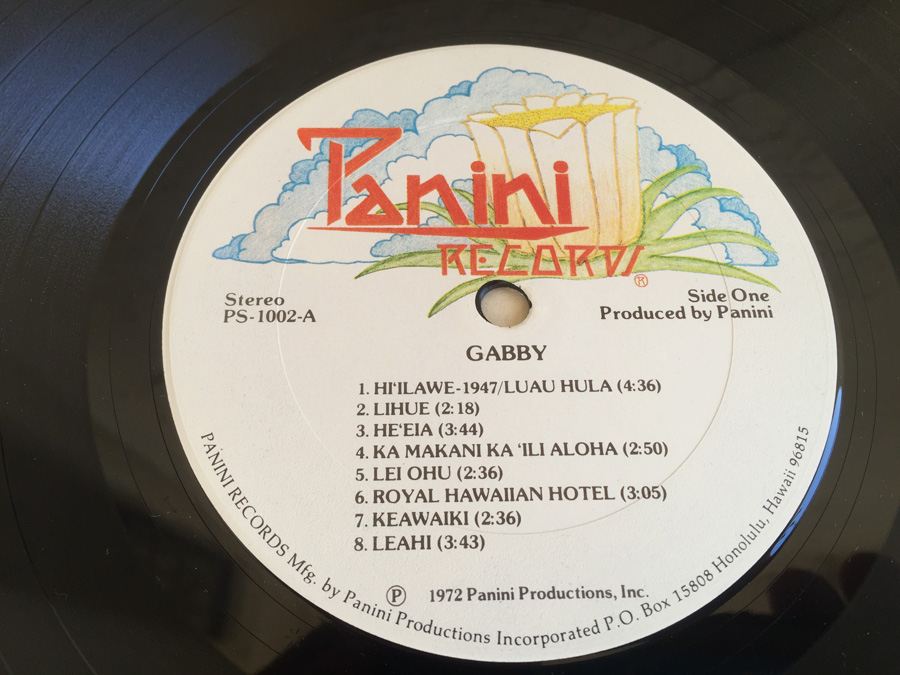 Panini
RECORDS®
Stereo
PS-1002-A
Side One
Produced by Panini
GABBY
1. HI'ILAWE-1947/LUAU HULA (4:36)
2. LIHUE (2:18)
3. HE'EIA (3:44)
4. KA MAKANI KA 'ILI ALOHA (2:50)
5. LEI OHU (2:36)
6. ROYAL HAWAIIAN HOTEL (3:05)
7. KEAWAIKI (2:36)
8. LEAHI (3:43)
℗ 1972 Panini Productions, Inc.
PANINI RECORDS Mfg. by Panini Productions Incorporated P.O. Box 15808 Honolulu, Hawaii 96815